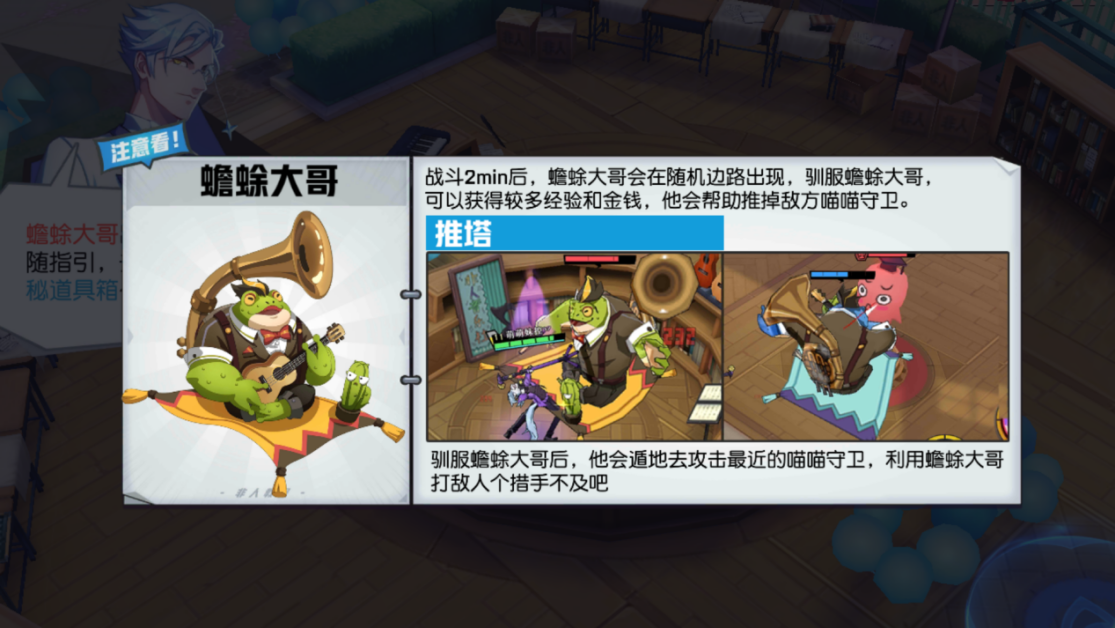 注意看！
蟾蜍大哥
战斗2min后，蟾蜍大哥会在随机边路出现，驯服蟾蜍大哥，
可以获得较多经验和金钱，他会帮助推掉敌方喵喵守卫。
推塔
驯服蟾蜍大哥后，他会遁地去攻击最近的喵喵守卫，利用蟾蜍大哥
打敌人个措手不及吧
蟾蜍大哥
随指引，
秘道具箱